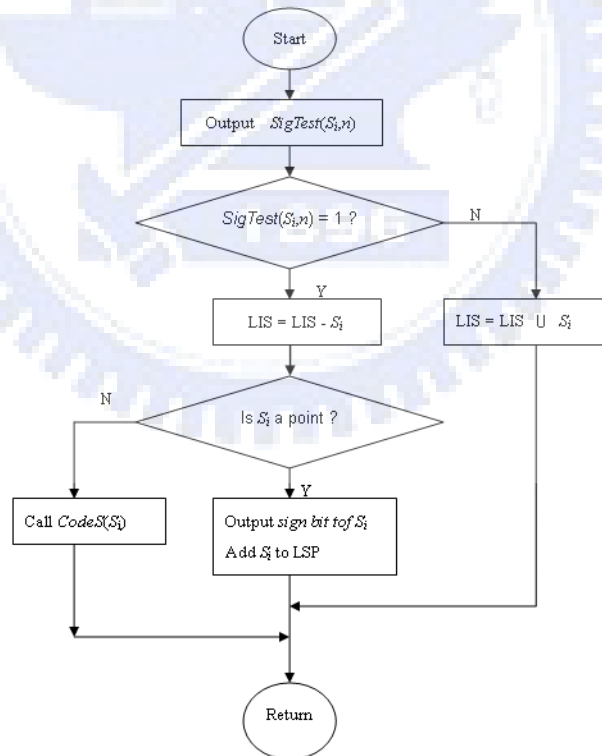 Start
Output SigTest(Si,n)
SigTest(Si,n) = 1 ?
N
Y
LIS = LIS - Si
LIS = LIS ∪ Si
Is Si a point ?
N
Y
Call CodeS(Si)
Output sign bit tof Si
Add Si to LSP
Return